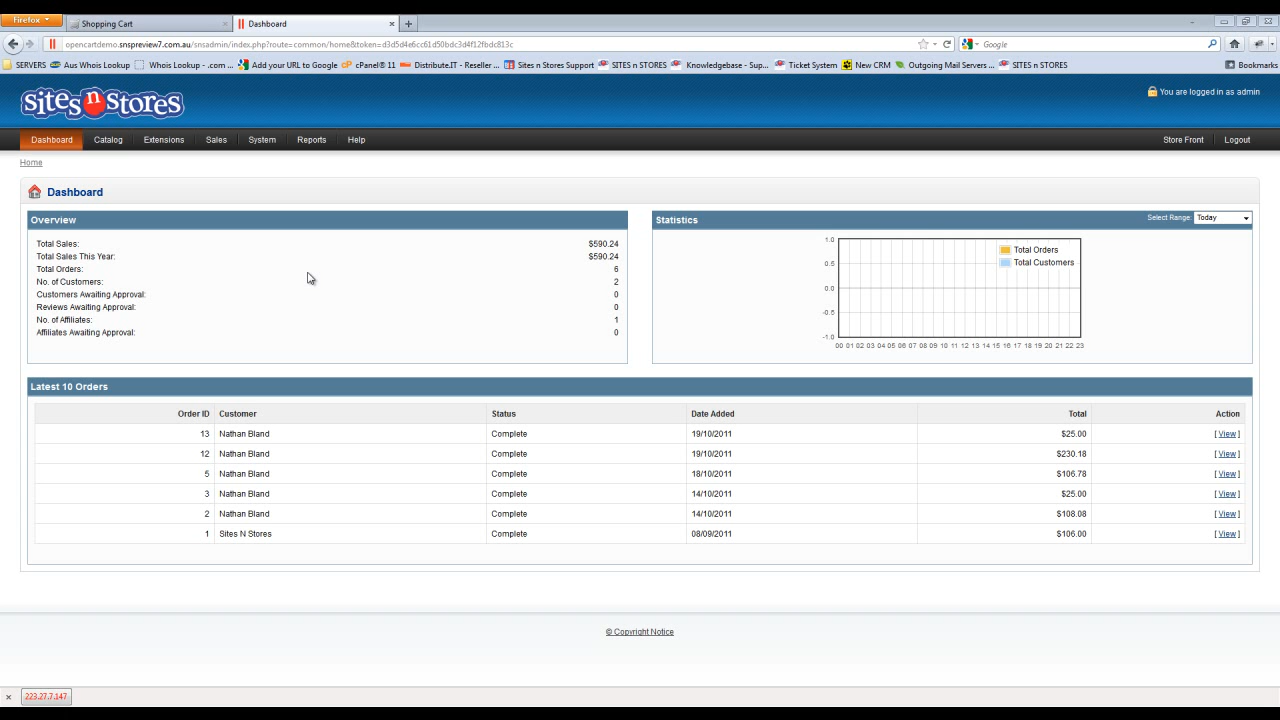 Firefox
Shopping Cart
Dashboard
opencartdemo.snspreview7.com.au/snsadmin/index.php?route=common/home&token=d3d5d4e6cc61d50bdc3d4f12fbdc813c
Google
SERVERS Aus Whois Lookup Whois Lookup - .com ... Add your URL to Google cPanel® 11 Distribute.IT - Reseller ... Sites n Stores Support SITES n STORES Knowledgebase - Sup... Ticket System New CRM Outgoing Mail Servers ... SITES n STORES Bookmarks
sites n stores
You are logged in as admin
Dashboard Catalog Extensions Sales System Reports Help Store Front Logout
Home
Dashboard
Overview
Total Sales: $590.24
Total Sales This Year: $590.24
Total Orders: 6
No. of Customers: 2
Customers Awaiting Approval: 0
Reviews Awaiting Approval: 0
No. of Affiliates: 1
Affiliates Awaiting Approval: 0
Statistics Select Range: Today
1.0
0.5
0.0
-0.5
-1.0
Total Orders
Total Customers
00 01 02 03 04 05 06 07 08 09 10 11 12 13 14 15 16 17 18 19 20 21 22 23
Latest 10 Orders
Order ID Customer Status Date Added Total Action
13 Nathan Bland Complete 19/10/2011 $25.00 [ View ]
12 Nathan Bland Complete 19/10/2011 $230.18 [ View ]
5 Nathan Bland Complete 18/10/2011 $106.78 [ View ]
3 Nathan Bland Complete 14/10/2011 $25.00 [ View ]
2 Nathan Bland Complete 14/10/2011 $108.08 [ View ]
1 Sites N Stores Complete 08/09/2011 $106.00 [ View ]
© Copyright Notice
223.27.7.147